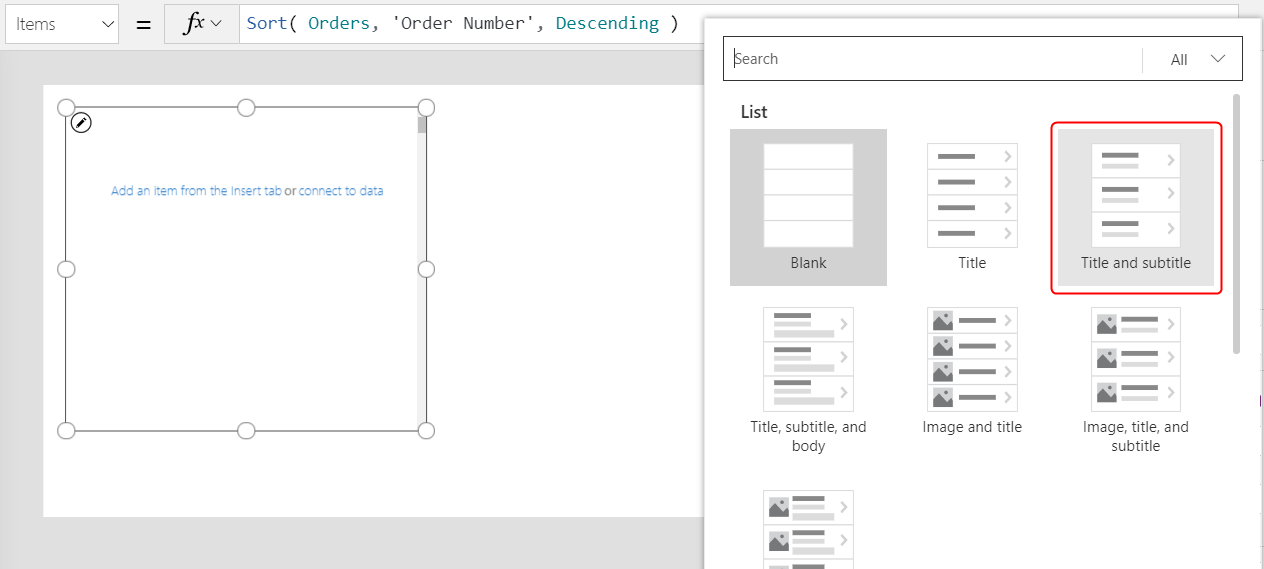 Items = fx Sort( Orders, 'Order Number', Descending )
Search All
List
Add an item from the Insert tab or connect to data
Blank Title Title and subtitle
Title, subtitle, and body
Image and title
Image, title, and subtitle